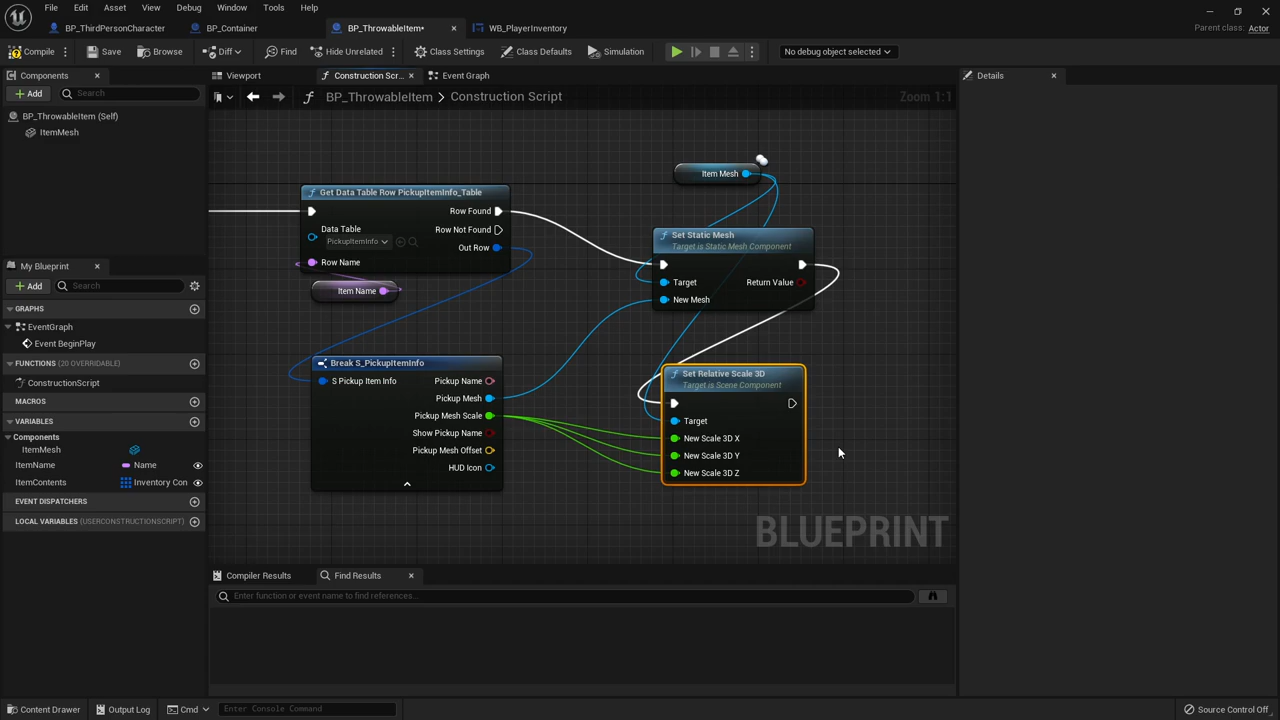 File Edit Asset View Debug Window Tools Help
BP_ThirdPersonCharacter BP_Container BP_ThrowableItem* WB_PlayerInventory
Parent class: Actor
Compile Save Browse Diff Find Hide Unrelated Class Settings Class Defaults Simulation No debug object selected
Components Viewport Construction Scr... Event Graph Details
Add Search
BP_ThrowableItem > Construction Script Zoom 1:1
BP_ThrowableItem (Self)
ItemMesh
Item Mesh
Get Data Table Row PickupItemInfo_Table
Row Found
Data Table Row Not Found
PickupItemInfo
Out Row
Row Name
Item Name
Set Static Mesh
Target is Static Mesh Component
Target Return Value
New Mesh
Break S_PickupItemInfo
S Pickup Item Info Pickup Name
Pickup Mesh
Pickup Mesh Scale
Show Pickup Name
Pickup Mesh Offset
HUD Icon
Set Relative Scale 3D
Target is Scene Component
Target
New Scale 3D X
New Scale 3D Y
New Scale 3D Z
BLUEPRINT
My Blueprint
Add Search
GRAPHS
EventGraph
Event BeginPlay
FUNCTIONS (20 OVERRIDABLE)
ConstructionScript
MACROS
VARIABLES
Components
ItemMesh
ItemName Name
ItemContents Inventory Con
EVENT DISPATCHERS
LOCAL VARIABLES (USERCONSTRUCTIONSCRIPT)
Compiler Results Find Results
Enter function or event name to find references...
Content Drawer Output Log Cmd Enter Console Command Source Control Off